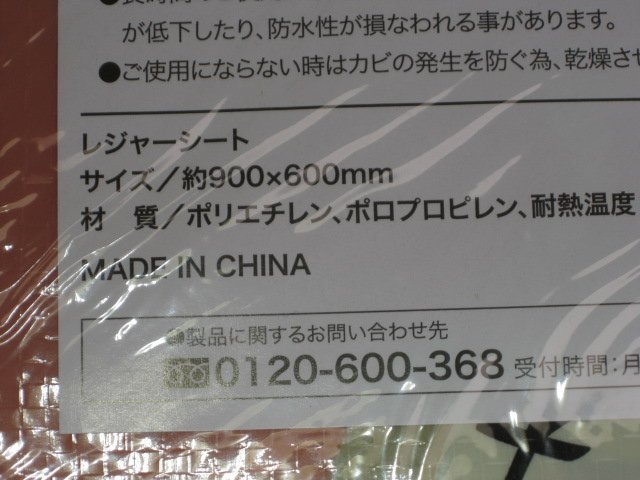 が低下したり、防水性が損なわれる事があります。
●ご使用にならない時はカビの発生を防ぐ為、乾燥させ
レジャーシート
サイズ／約900×600mm
材　質／ポリエチレン、ポロプロピレン、耐熱温度
MADE IN CHINA
●製品に関するお問い合わせ先
0120-600-368 受付時間：月